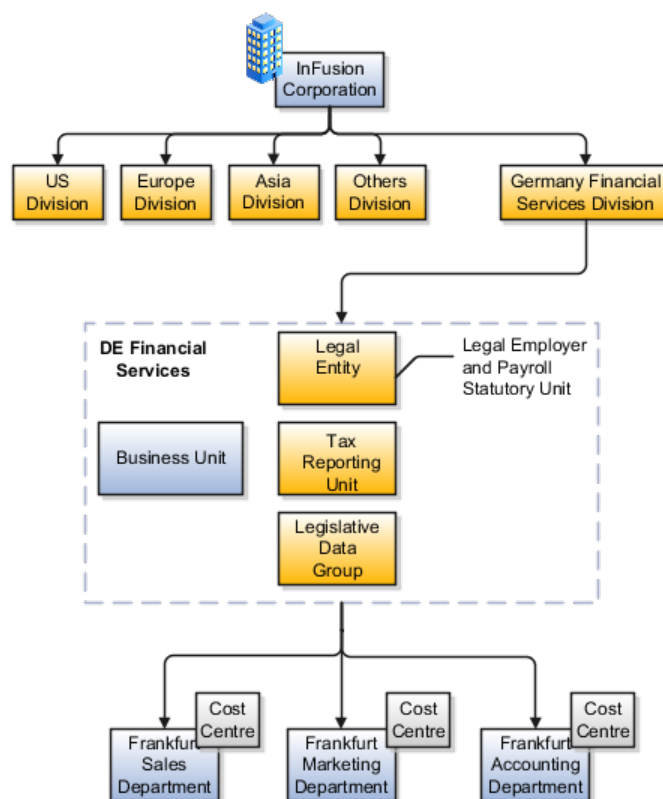 InFusion
Corporation
US
Division
Europe
Division
Asia
Division
Others
Division
Germany Financial
Services Division
DE Financial
Services
Legal
Entity
Legal Employer
and Payroll
Statutory Unit
Business Unit
Tax
Reporting
Unit
Legislative
Data
Group
Cost
Centre
Frankfurt
Sales
Department
Cost
Centre
Frankfurt
Marketing
Department
Cost
Centre
Frankfurt
Accounting
Department